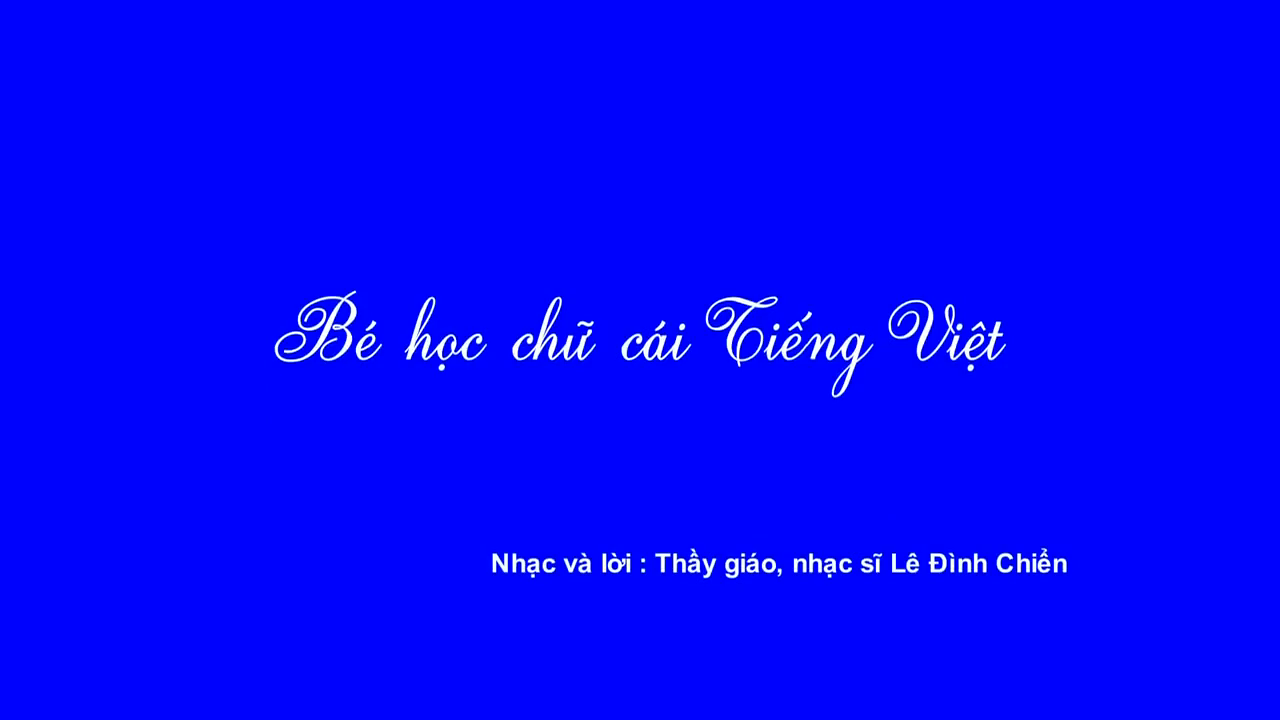 Bé học chữ cái Tiếng Việt
Nhạc và lời : Thầy giáo, nhạc sĩ Lê Đình Chiển